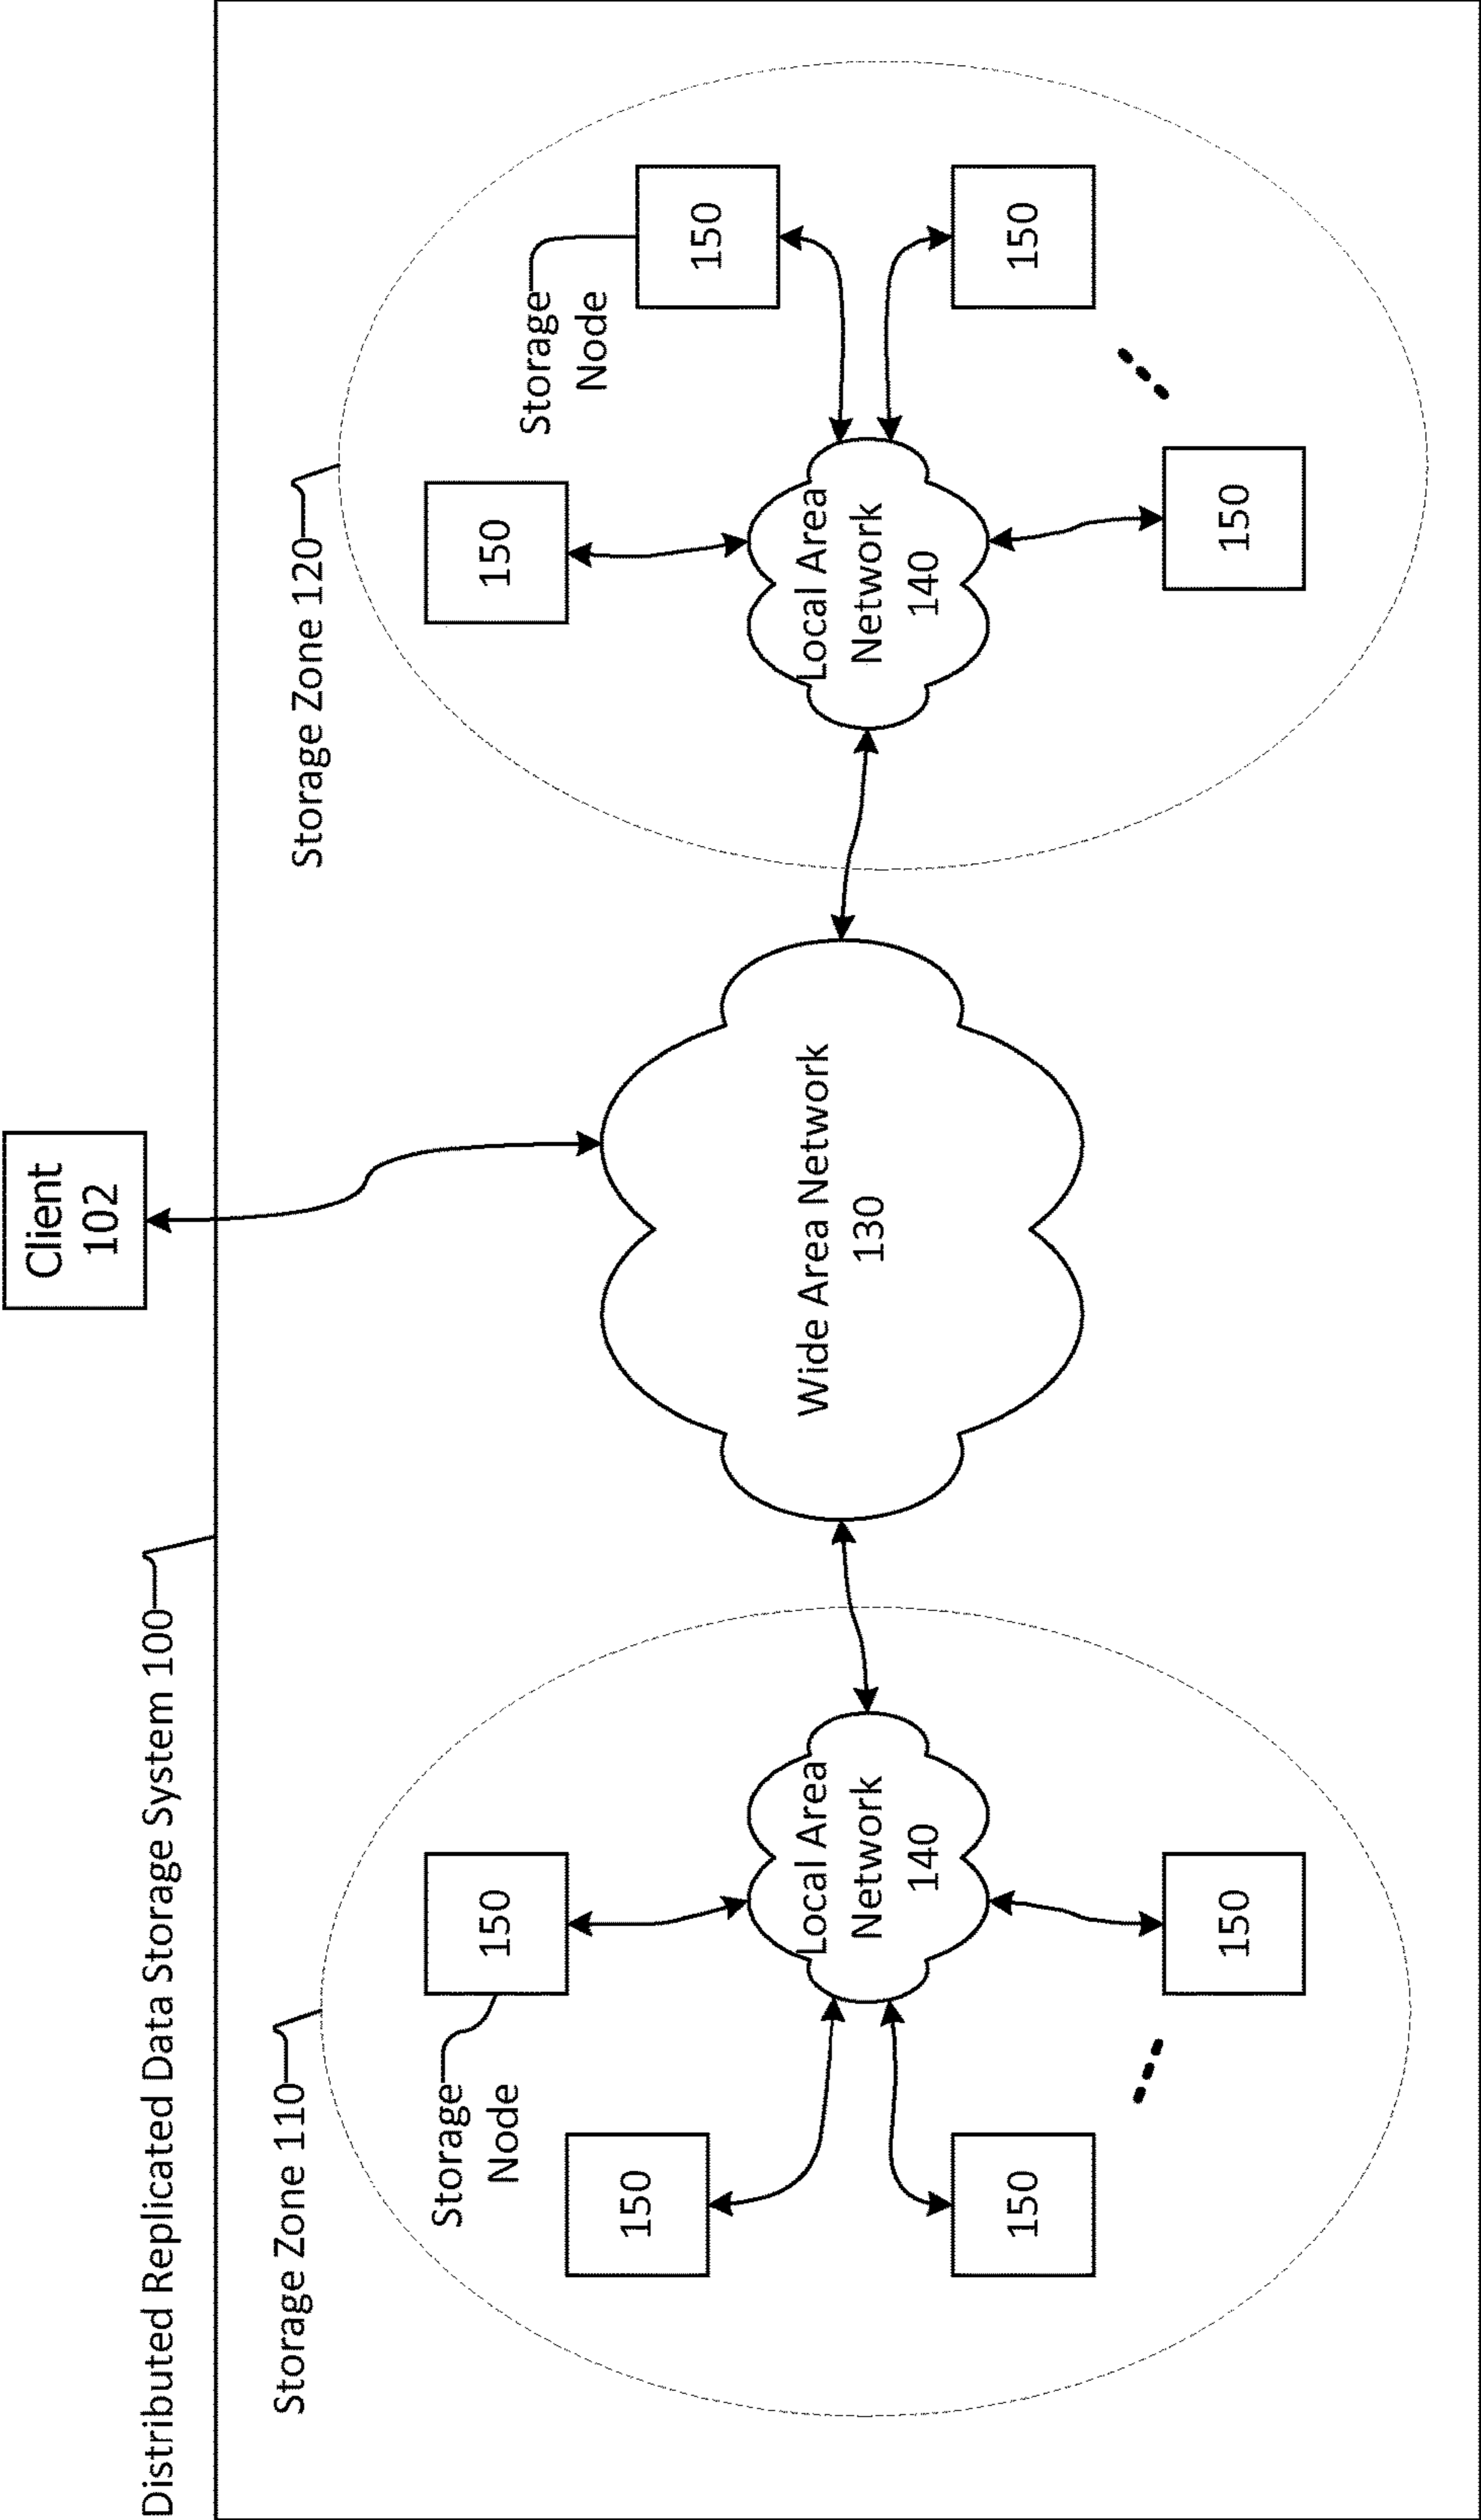 Client
102
Distributed Replicated Data Storage System 100
Storage Zone 110
Storage Zone 120
Storage
Node
150
150
150
150
Local Area
Network
140
Wide Area Network
130
Local Area
Network
140
150
Storage
Node
150
150
150